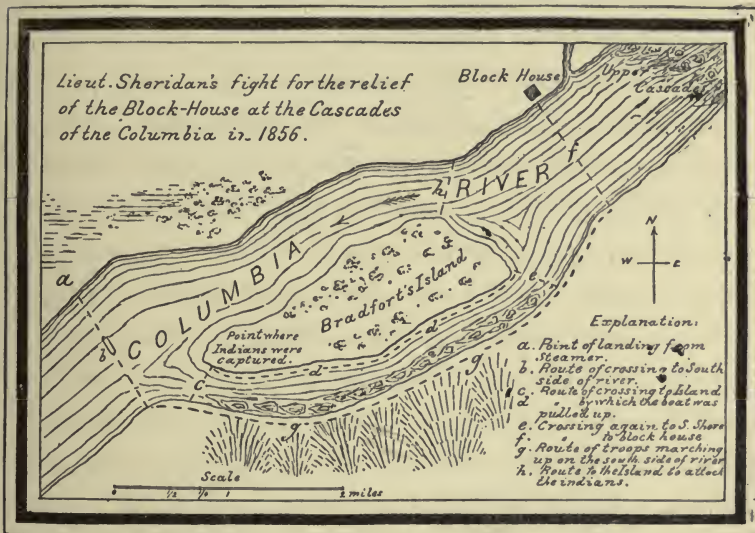 Lieut. Sheridan's fight for the relief
of the Block-House at the Cascades
of the Columbia in 1856.
Block House
Upper
Cascades
f
h
RIVER
COLUMBIA
a
b
Bradfort's Island
Point where
Indians were
captured.
d
d
e
c
g
g
N
W E
Explanation:
a. Point of landing from
Steamer.
b. Route of crossing to South
side of river.
c. Route of crossing to Island
d " by which the boat was
pulled up.
e. Crossing again to S. Shore
f. " to block house
g. Route of troops marching
up on the south side of river
h. Route to the Island to attack
the indians.
Scale
0 1/2 1 2 miles